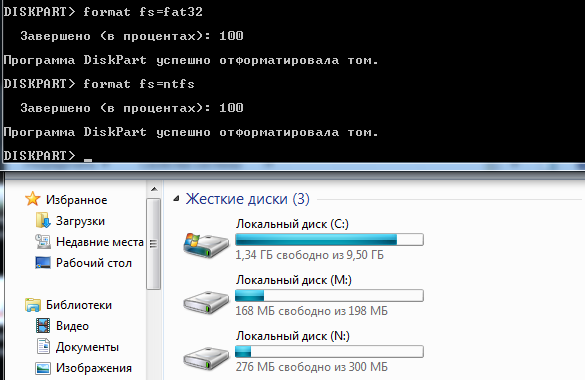 DISKPART> format fs=fat32
Завершено (в процентах): 100
Программа DiskPart успешно отформатировала том.
DISKPART> format fs=ntfs
Завершено (в процентах): 100
Программа DiskPart успешно отформатировала том.
DISKPART> _
Избранное
Загрузки
Недавние места
Рабочий стол
Библиотеки
Видео
Документы
Изображения
Жесткие диски (3)
Локальный диск (C:)
1,34 ГБ свободно из 9,50 ГБ
Локальный диск (M:)
168 МБ свободно из 198 МБ
Локальный диск (N:)
276 МБ свободно из 300 МБ